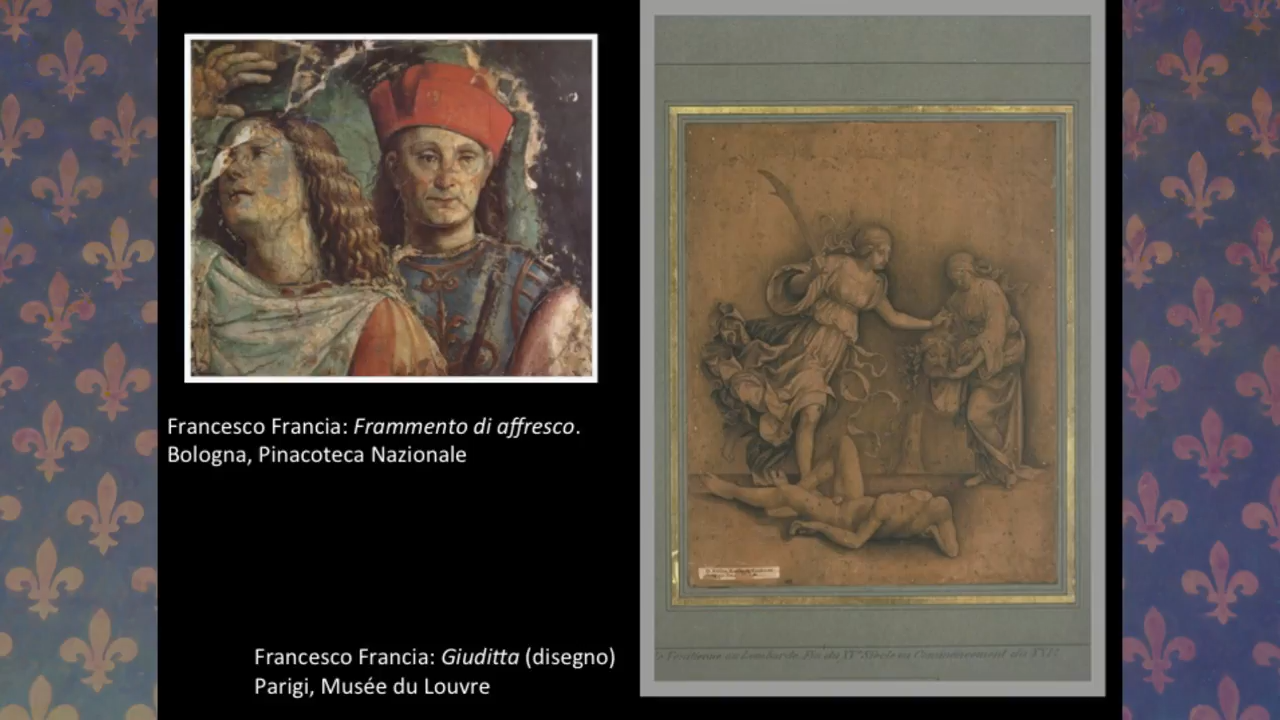 Francesco Francia: Frammento di affresco.
Bologna, Pinacoteca Nazionale
Francesco Francia: Giuditta (disegno)
Parigi, Musée du Louvre